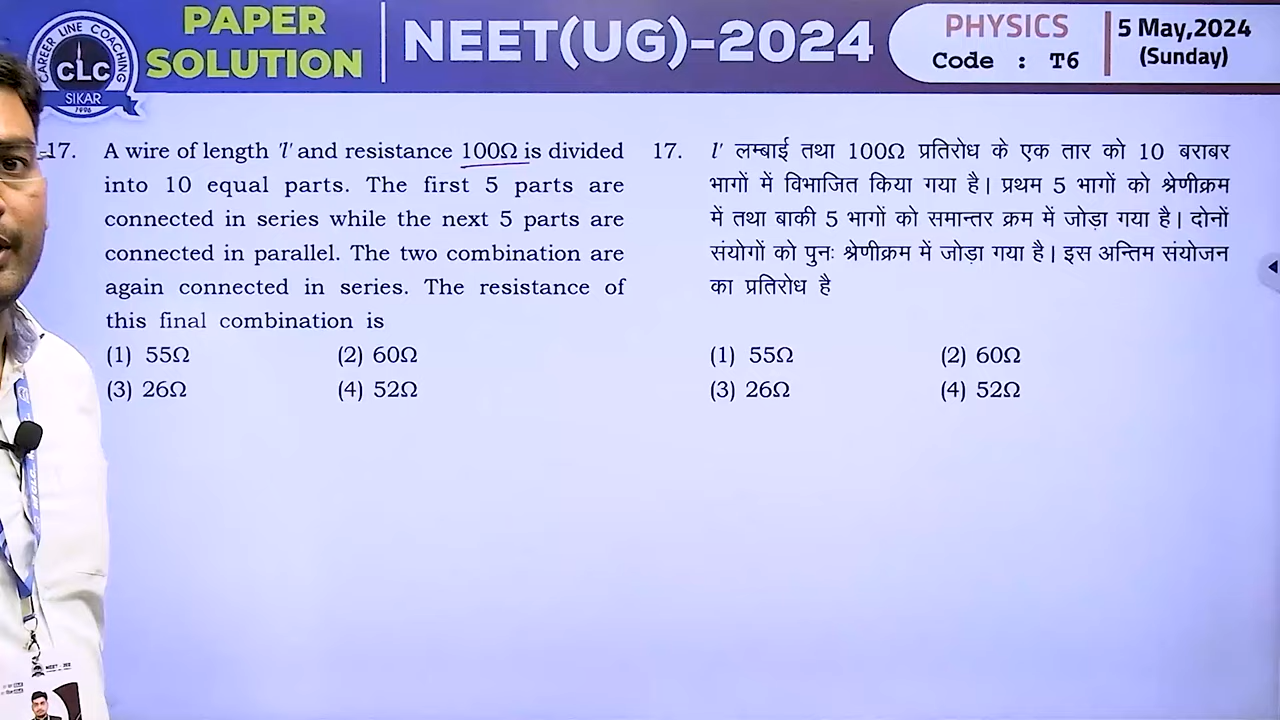 CAREER LINE COACHING
CLC
SIKAR
1996
PAPER
SOLUTION
NEET(UG)-2024
PHYSICS
Code : T6
5 May,2024
(Sunday)
17. A wire of length 'l' and resistance 100Ω is divided
into 10 equal parts. The first 5 parts are
connected in series while the next 5 parts are
connected in parallel. The two combination are
again connected in series. The resistance of
this final combination is
(1) 55Ω (2) 60Ω
(3) 26Ω (4) 52Ω
17. l' लम्बाई तथा 100Ω प्रतिरोध के एक तार को 10 बराबर
भागों में विभाजित किया गया है। प्रथम 5 भागों को श्रेणीक्रम
में तथा बाकी 5 भागों को समान्तर क्रम में जोड़ा गया है। दोनों
संयोगों को पुनः श्रेणीक्रम में जोड़ा गया है। इस अन्तिम संयोजन
का प्रतिरोध है
(1) 55Ω (2) 60Ω
(3) 26Ω (4) 52Ω